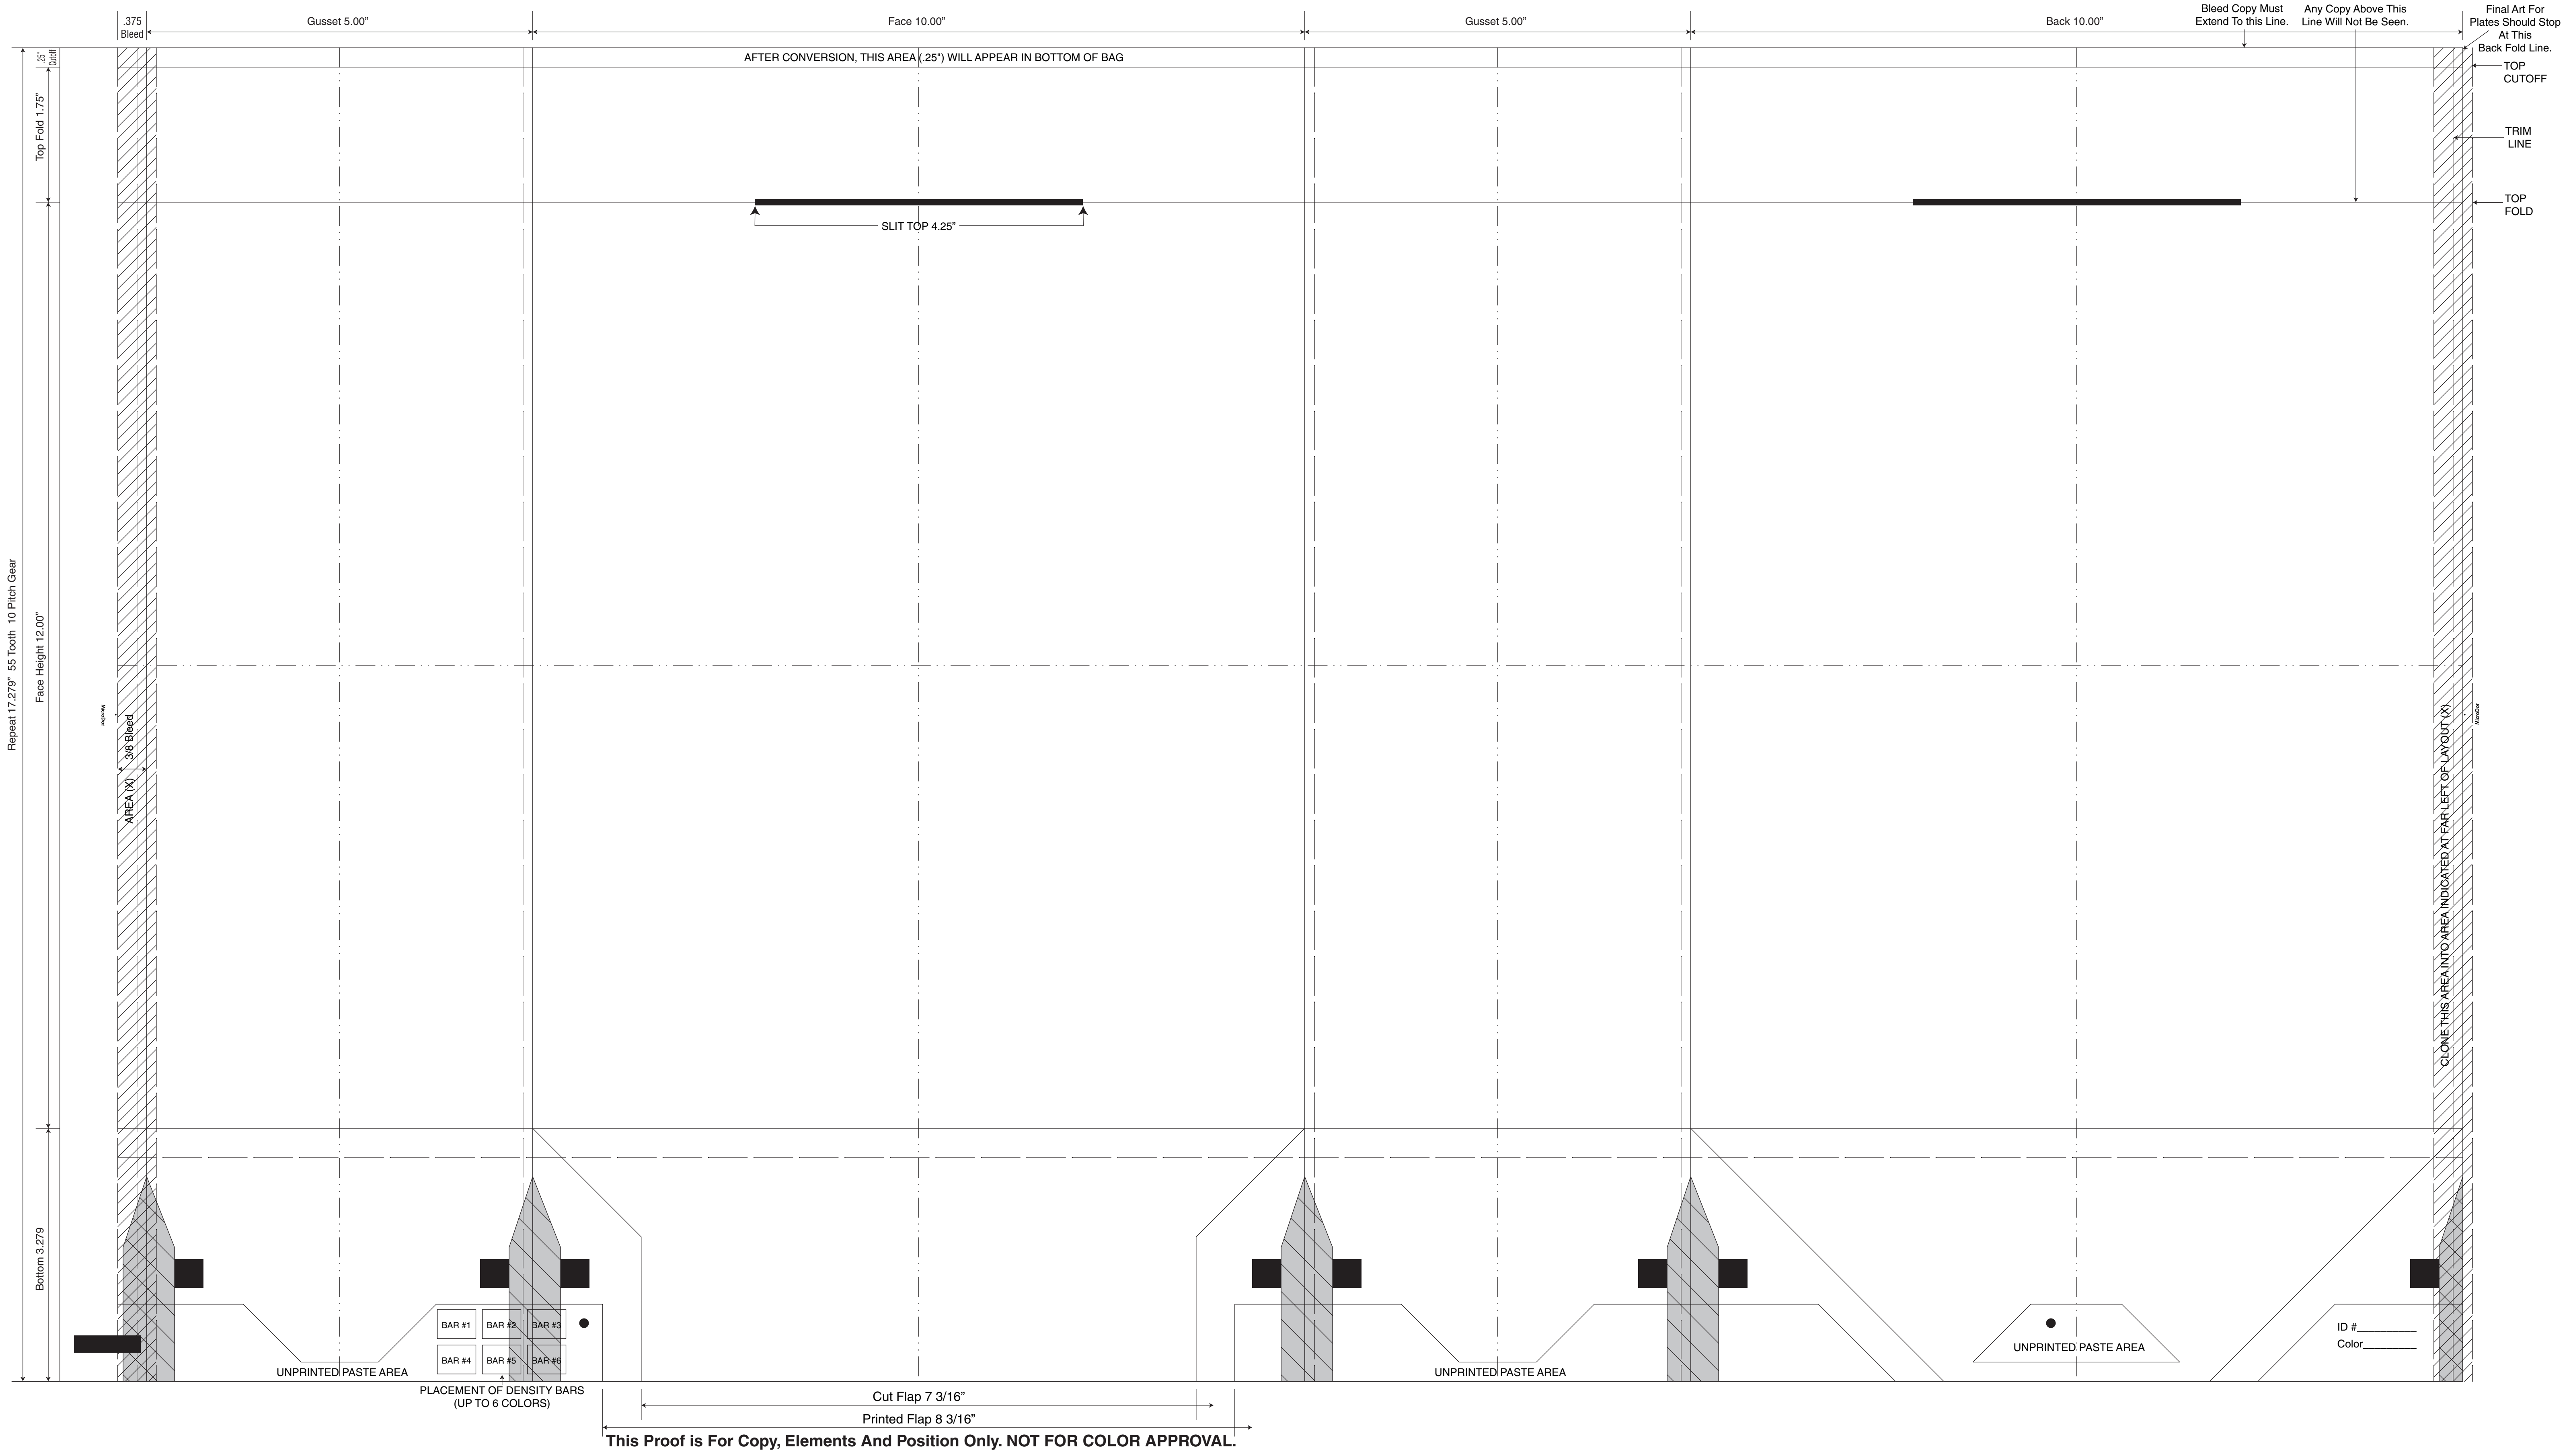 .375
Bleed
Gusset 5.00”
Face 10.00”
Gusset 5.00”
Back 10.00”
Bleed Copy Must
Extend To this Line.
Any Copy Above This
Line Will Not Be Seen.
Final Art For
Plates Should Stop
At This
Back Fold Line.
.25”
Cutoff
AFTER CONVERSION, THIS AREA (.25") WILL APPEAR IN BOTTOM OF BAG
TOP
CUTOFF
Top Fold 1.75”
TRIM
LINE
TOP
FOLD
SLIT TOP 4.25”
Repeat 17.279”  55 Tooth  10 Pitch Gear
Face Height 12.00”
MicroDot
3/8 Bleed
AREA (X)
CLONE THIS AREA INTO AREA INDICATED AT FAR LEFT OF LAYOUT (X)
MicroDot
Bottom 3.279
BAR #1
BAR #2
BAR #3
BAR #4
BAR #5
BAR #6
UNPRINTED PASTE AREA
PLACEMENT OF DENSITY BARS
(UP TO 6 COLORS)
UNPRINTED PASTE AREA
UNPRINTED PASTE AREA
ID #__________
Color_________
Cut Flap 7 3/16”
Printed Flap 8 3/16”
This Proof is For Copy, Elements And Position Only. NOT FOR COLOR APPROVAL.